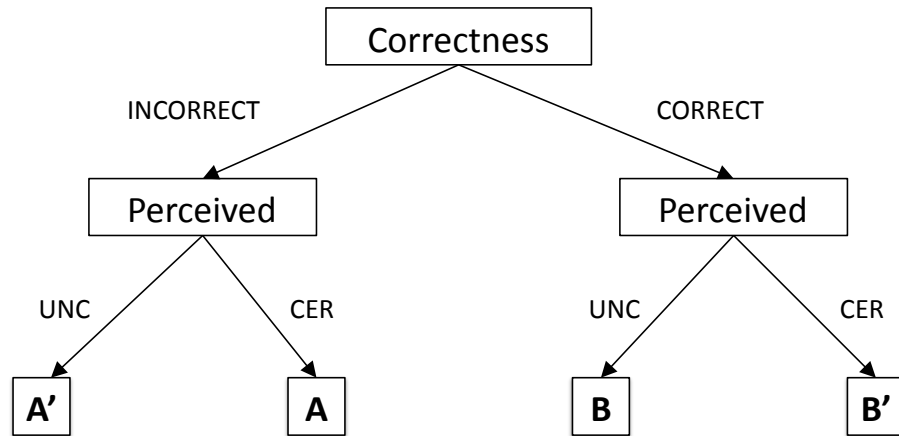 Correctness
INCORRECT
CORRECT
Perceived
Perceived
UNC
CER
UNC
CER
A’
A
B
B’